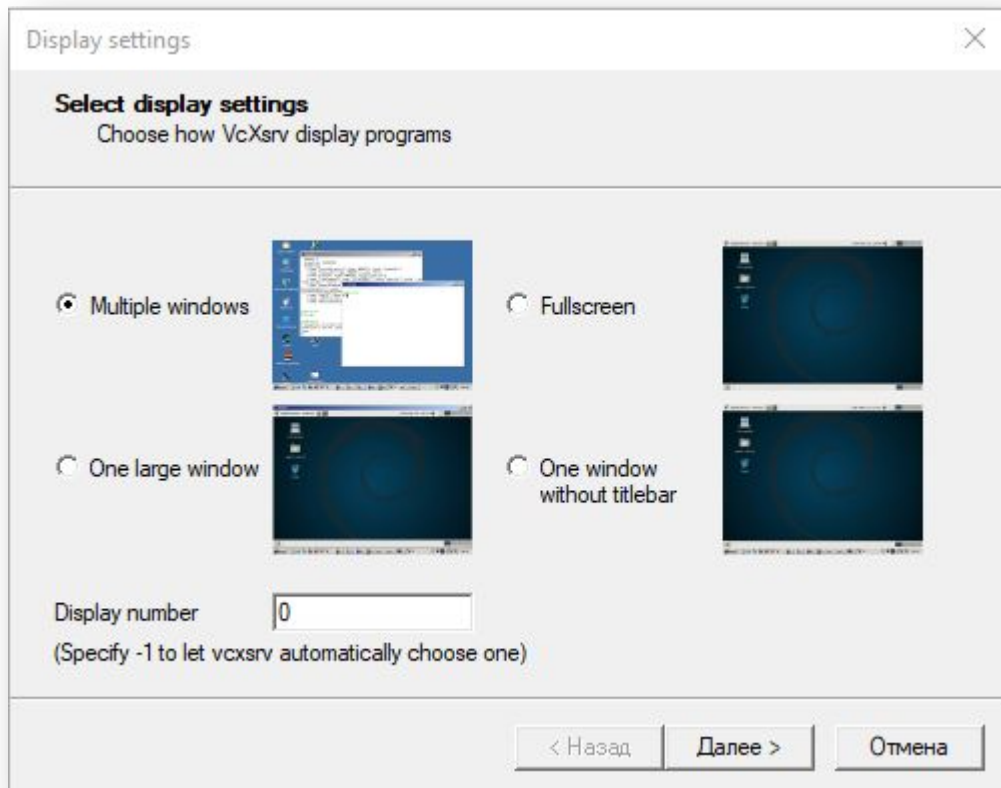 Display settings
Select display settings
Choose how VcXsrv display programs
Multiple windows
Fullscreen
One large window
One window
without titlebar
Display number
0
(Specify -1 to let vcxsrv automatically choose one)
< Назад
Далее >
Отмена